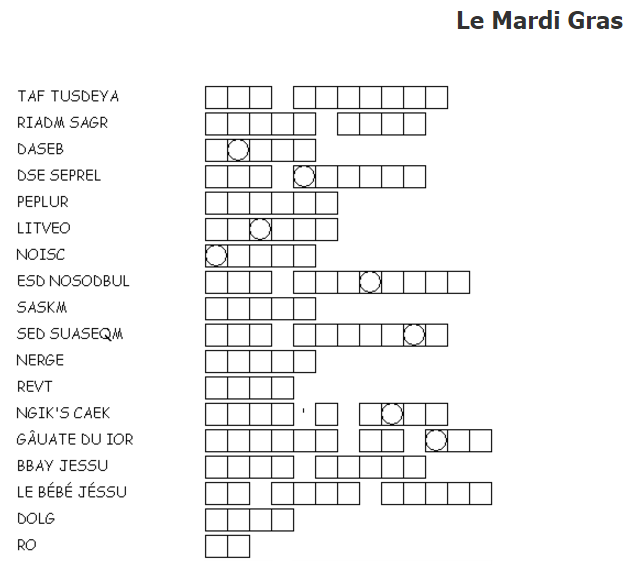 Le Mardi Gras
TAF TUSDEYA
RIADM SAGR
DASEB
DSE SEPREL
PEPLUR
LITVEO
NOISC
ESD NOSODBUL
SASKM
SED SUASEQM
NERGE
REVT
NGIK'S CAEK '
GÂUATE DU IOR
BBAY JESSU
LE BÉBÉ JÉSSU
DOLG
RO